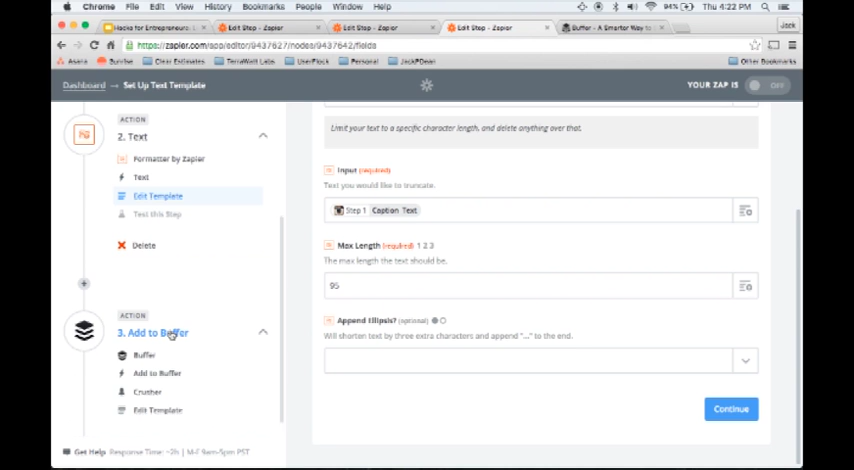 Chrome File Edit View History Bookmarks People Window Help 94% Thu 4:22 PM Jack P Dean
Hacks for Entrepreneurs: Edit Step - Zapier Edit Step - Zapier Edit Step - Zapier Buffer - A Smarter Way to Jack
https://zapier.com/app/editor/9437627/nodes/9437642/fields
Asana Sunrise Clear Estimates TerraWatt Labs UserFlock Personal JackPDean Other Bookmarks
Dashboard → Set Up Text Template YOUR ZAP IS OFF
ACTION
2. Text
Formatter by Zapier
Text
Edit Template
Test this Step
Delete
ACTION
3. Add to Buffer
Buffer
Add to Buffer
Crusher
Edit Template
Get Help Response Time: ~2h | M-F 9am-5pm PST
Limit your text to a specific character length, and delete anything over that.
Input (required)
Text you would like to truncate.
Step 1 Caption Text
Max Length (required) 1 2 3
The max length the text should be.
95
Append Ellipsis? (optional)
Will shorten text by three extra characters and append "..." to the end.
Continue